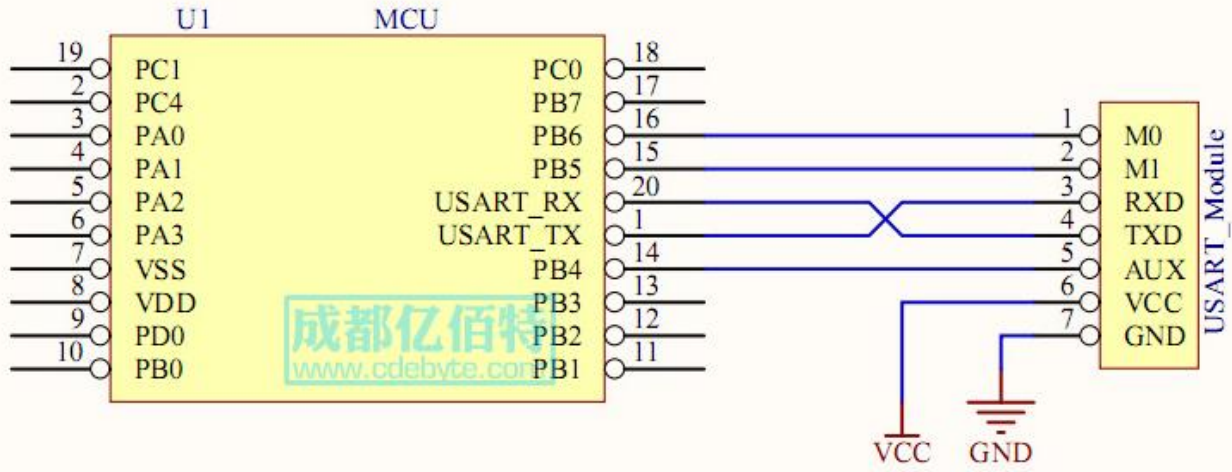 U1 MCU
19 PC1 PC0 18
2 PC4 PB7 17
3 PA0 PB6 16 1 M0
4 PA1 PB5 15 2 M1
5 PA2 USART_RX 20 3 RXD
6 PA3 USART_TX 1 4 TXD
7 VSS PB4 14 5 AUX
8 VDD PB3 13 6 VCC
9 PD0 PB2 12 7 GND
10 PB0 PB1 11
USART_Module
成都亿佰特
www.cdebyte.com
VCC GND